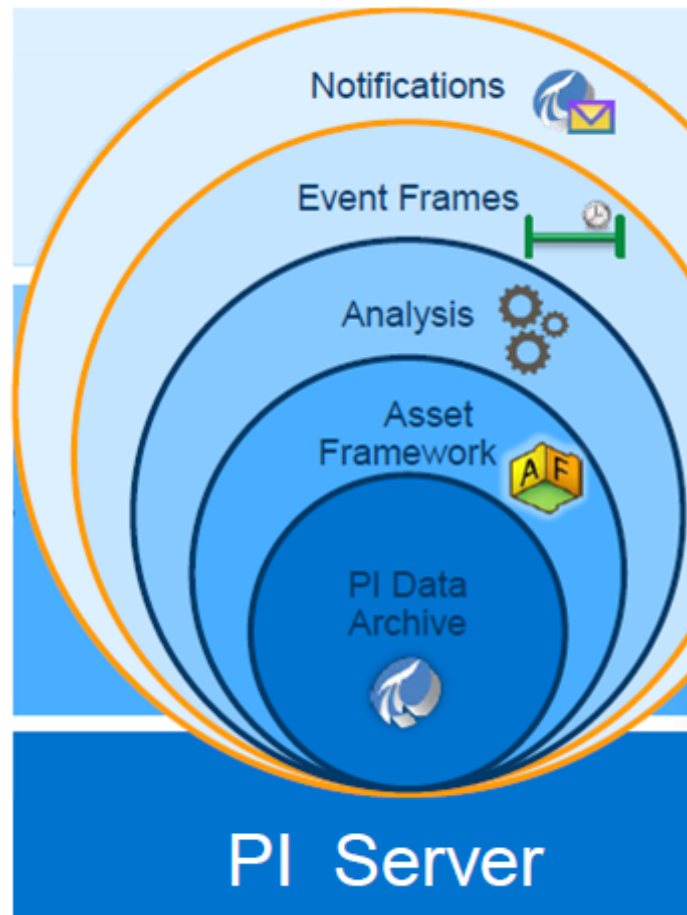 Notifications
Event Frames
Analysis
Asset
Framework
A F
PI Data
Archive
PI Server